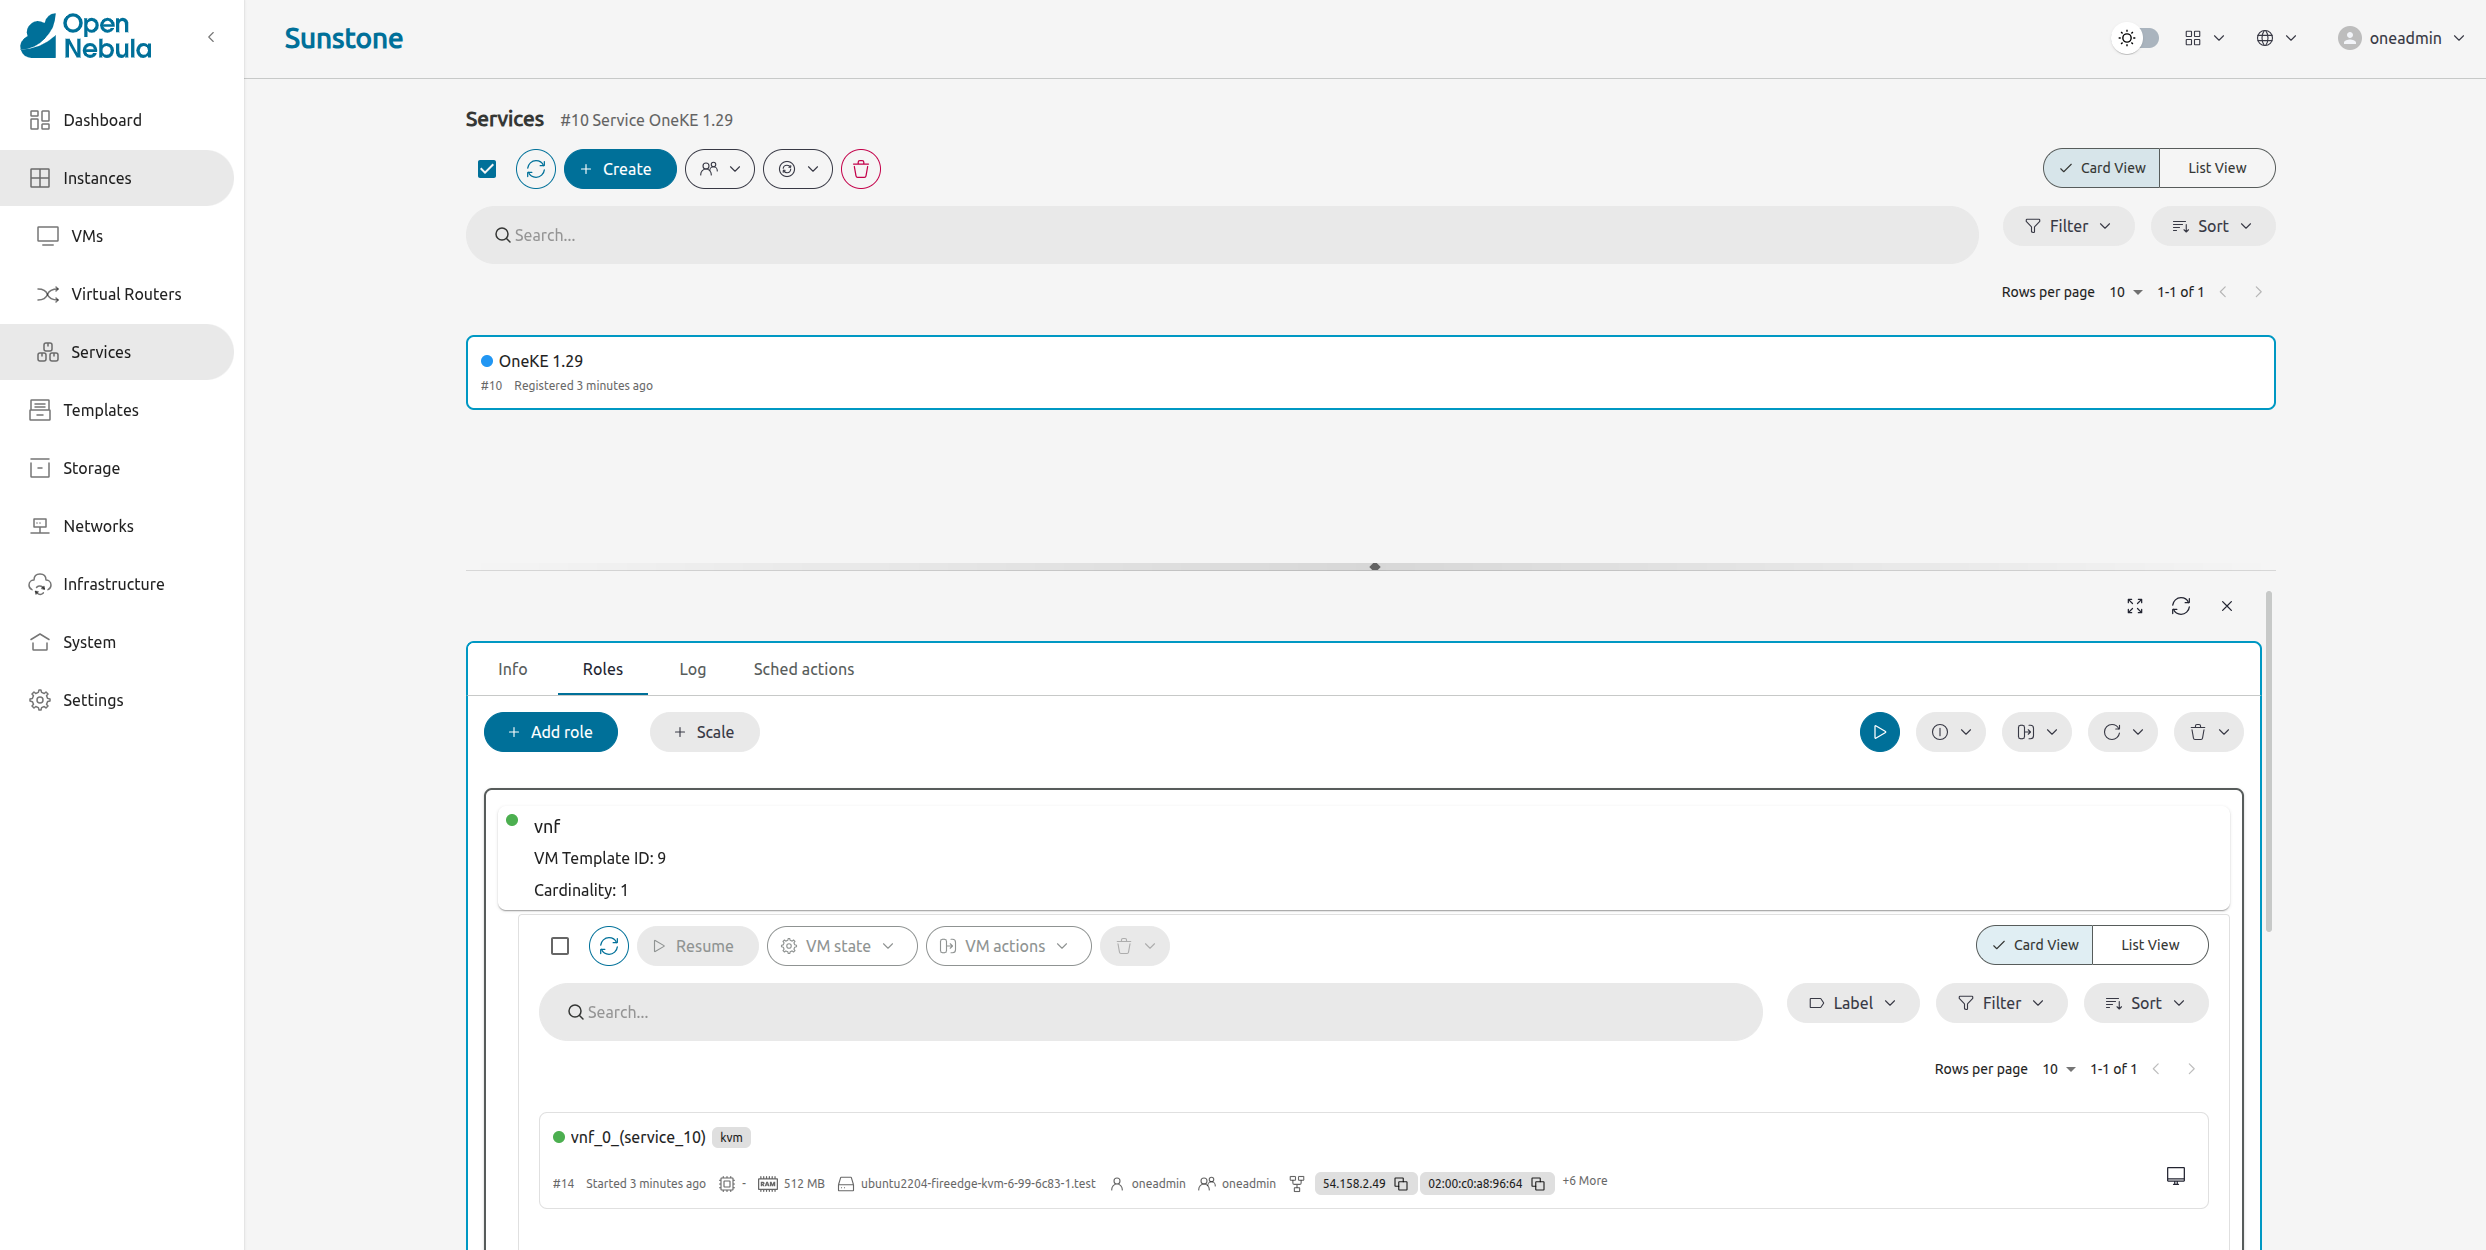 Open
Nebula
Sunstone
oneadmin
Dashboard
Instances
VMs
Virtual Routers
Services
Templates
Storage
Networks
Infrastructure
System
Settings
Services #10 Service OneKE 1.29
Create
Card View List View
Search...
Filter Sort
Rows per page 10 1-1 of 1
OneKE 1.29
#10 Registered 3 minutes ago
Info Roles Log Sched actions
Add role Scale
vnf
VM Template ID: 9
Cardinality: 1
Resume VM state VM actions
Card View List View
Search...
Label Filter Sort
Rows per page 10 1-1 of 1
vnf_0_(service_10) kvm
#14 Started 3 minutes ago - RAM 512 MB ubuntu2204-fireedge-kvm-6-99-6c83-1.test oneadmin oneadmin 54.158.2.49 02:00:c0:a8:96:64 +6 More